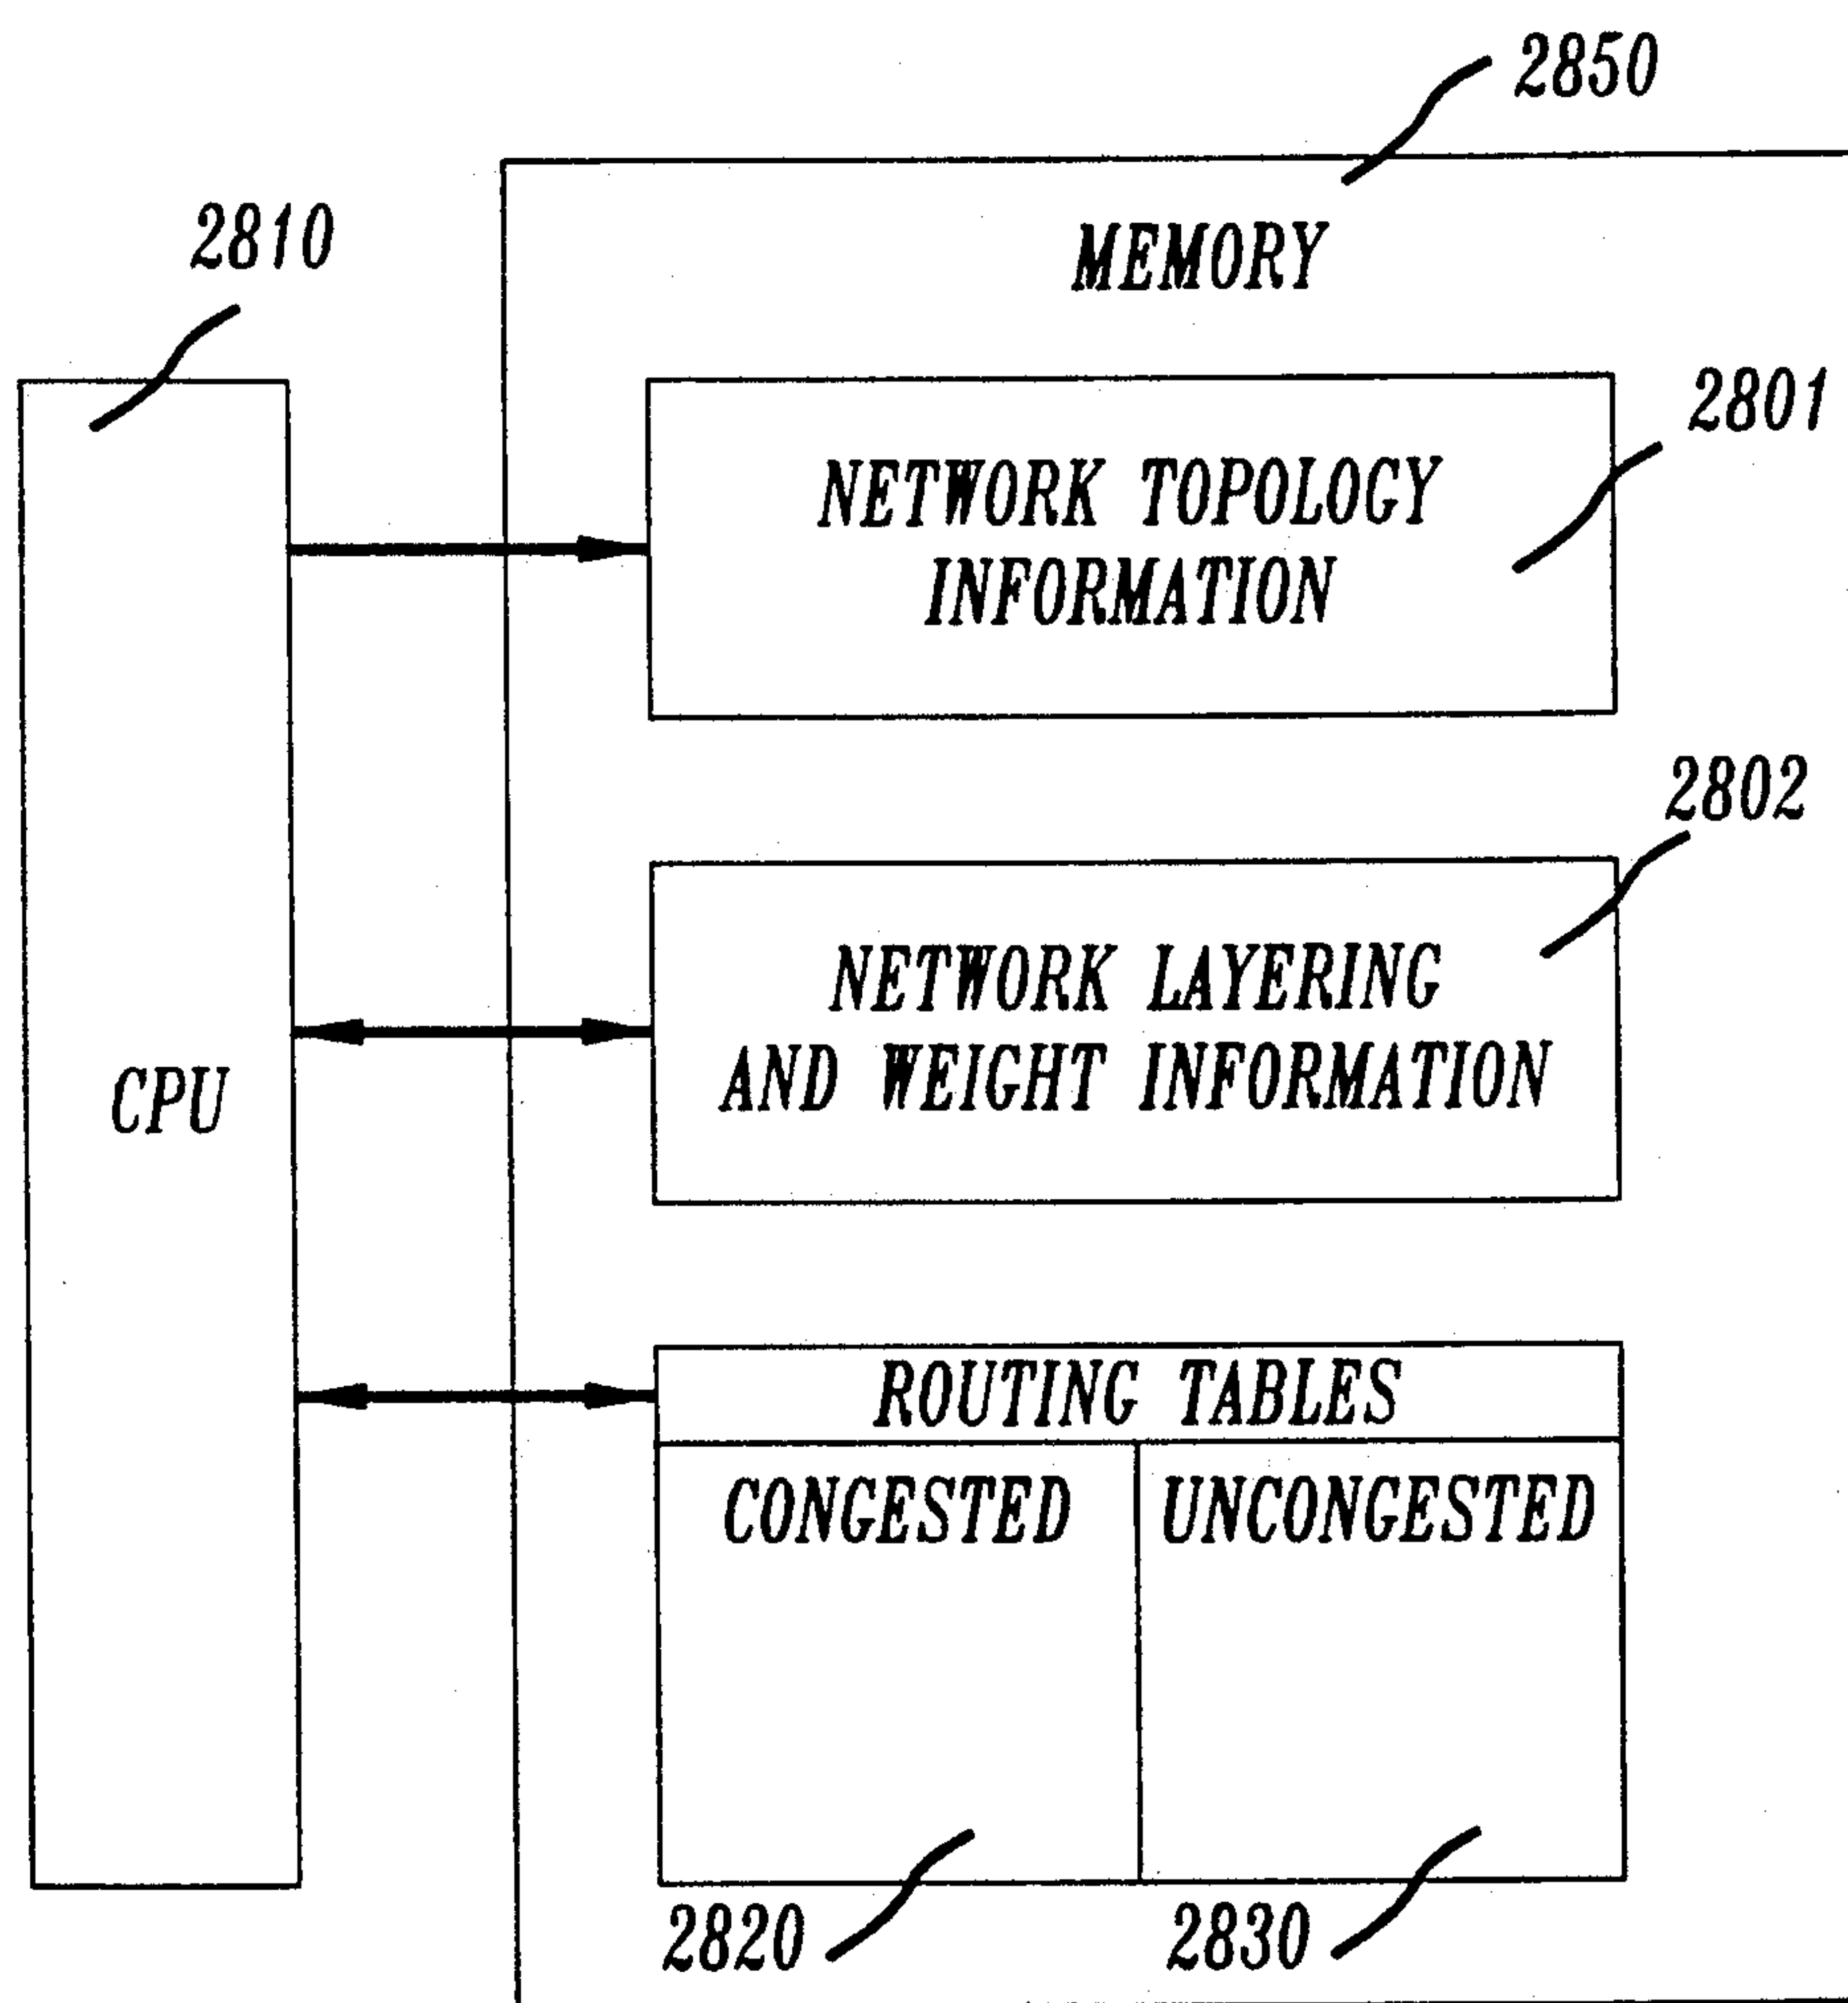 2850
2810
MEMORY
2801
NETWORK TOPOLOGY
INFORMATION
2802
NETWORK LAYERING
AND WEIGHT INFORMATION
CPU
ROUTING TABLES
CONGESTED
UNCONGESTED
2820
2830